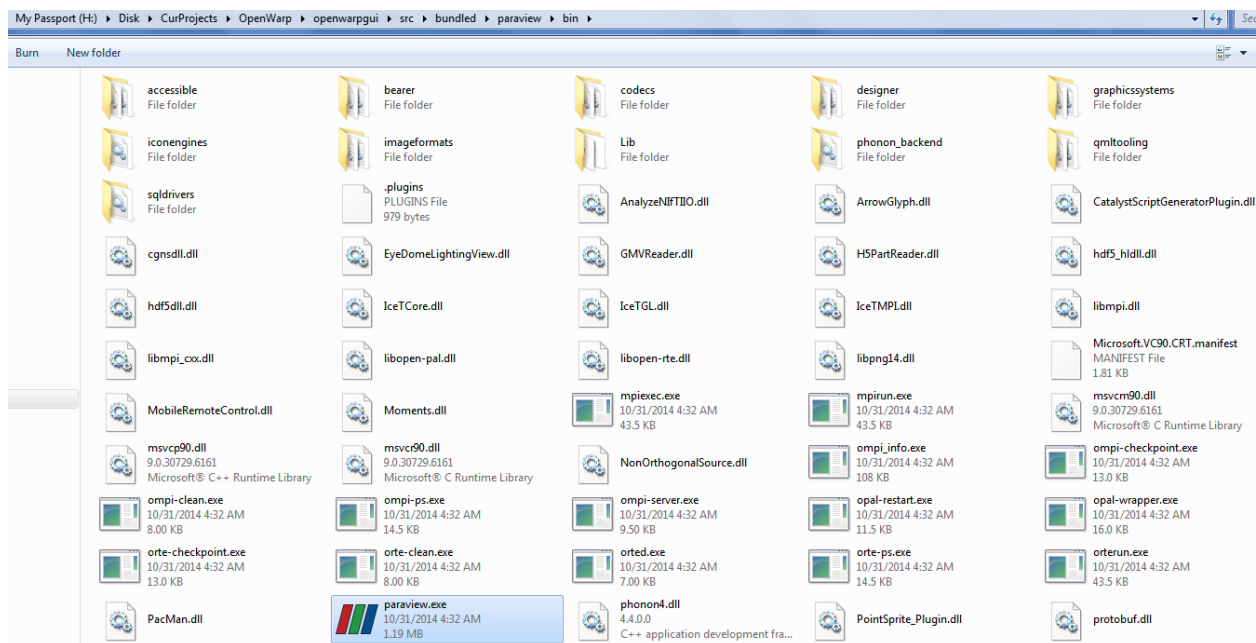 My Passport (H:) ▸ Disk ▸ CurProjects ▸ OpenWarp ▸ openwarpgui ▸ src ▸ bundled ▸ paraview ▸ bin ▸
Burn New folder
accessible
File folder
bearer
File folder
codecs
File folder
designer
File folder
graphicssystems
File folder
iconengines
File folder
imageformats
File folder
Lib
File folder
phonon_backend
File folder
qmltooling
File folder
sqldrivers
File folder
.plugins
PLUGINS File
979 bytes
AnalyzeNIfTIIO.dll
ArrowGlyph.dll
CatalystScriptGeneratorPlugin.dll
cgnsdll.dll
EyeDomeLightingView.dll
GMVReader.dll
H5PartReader.dll
hdf5_hldll.dll
hdf5dll.dll
IceTCore.dll
IceTGL.dll
IceTMPI.dll
libmpi.dll
libmpi_cxx.dll
libopen-pal.dll
libopen-rte.dll
libpng14.dll
Microsoft.VC90.CRT.manifest
MANIFEST File
1.81 KB
MobileRemoteControl.dll
Moments.dll
mpiexec.exe
10/31/2014 4:32 AM
43.5 KB
mpirun.exe
10/31/2014 4:32 AM
43.5 KB
msvcm90.dll
9.0.30729.6161
Microsoft® C Runtime Library
msvcp90.dll
9.0.30729.6161
Microsoft® C++ Runtime Library
msvcr90.dll
9.0.30729.6161
Microsoft® C Runtime Library
NonOrthogonalSource.dll
ompi_info.exe
10/31/2014 4:32 AM
108 KB
ompi-checkpoint.exe
10/31/2014 4:32 AM
13.0 KB
ompi-clean.exe
10/31/2014 4:32 AM
8.00 KB
ompi-ps.exe
10/31/2014 4:32 AM
14.5 KB
ompi-server.exe
10/31/2014 4:32 AM
9.50 KB
opal-restart.exe
10/31/2014 4:32 AM
11.5 KB
opal-wrapper.exe
10/31/2014 4:32 AM
16.0 KB
orte-checkpoint.exe
10/31/2014 4:32 AM
13.0 KB
orte-clean.exe
10/31/2014 4:32 AM
8.00 KB
orted.exe
10/31/2014 4:32 AM
7.00 KB
orte-ps.exe
10/31/2014 4:32 AM
14.5 KB
orterun.exe
10/31/2014 4:32 AM
43.5 KB
PacMan.dll
paraview.exe
10/31/2014 4:32 AM
1.19 MB
phonon4.dll
4.4.0.0
C++ application development fra...
PointSprite_Plugin.dll
protobuf.dll